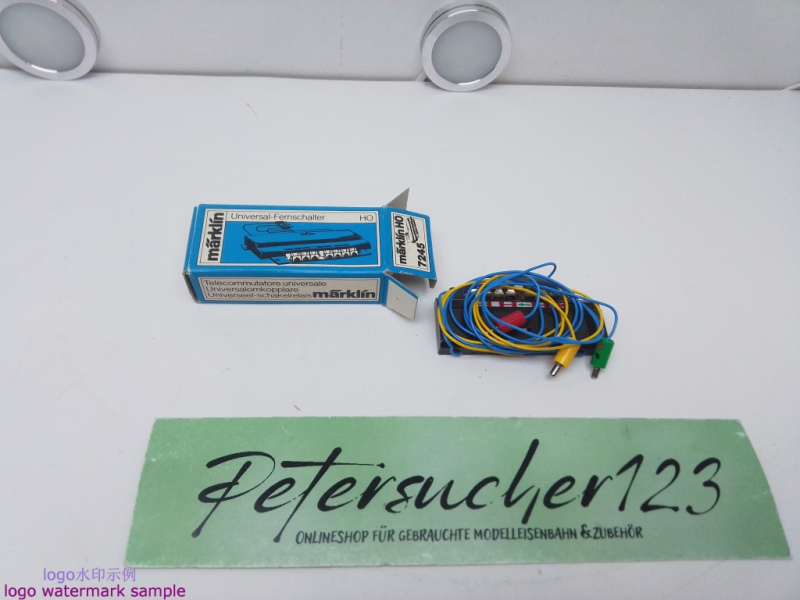 märklin
Universal-Fernschalter HO
märklin HO
7245
Telecommutatore universale
Universalomkopplare
Universeel-schakelrelais
märklin
Petersucher123
ONLINESHOP FÜR GEBRAUCHTE MODELLEISENBAHN & ZUBEHÖR
logo水印示例
logo watermark sample